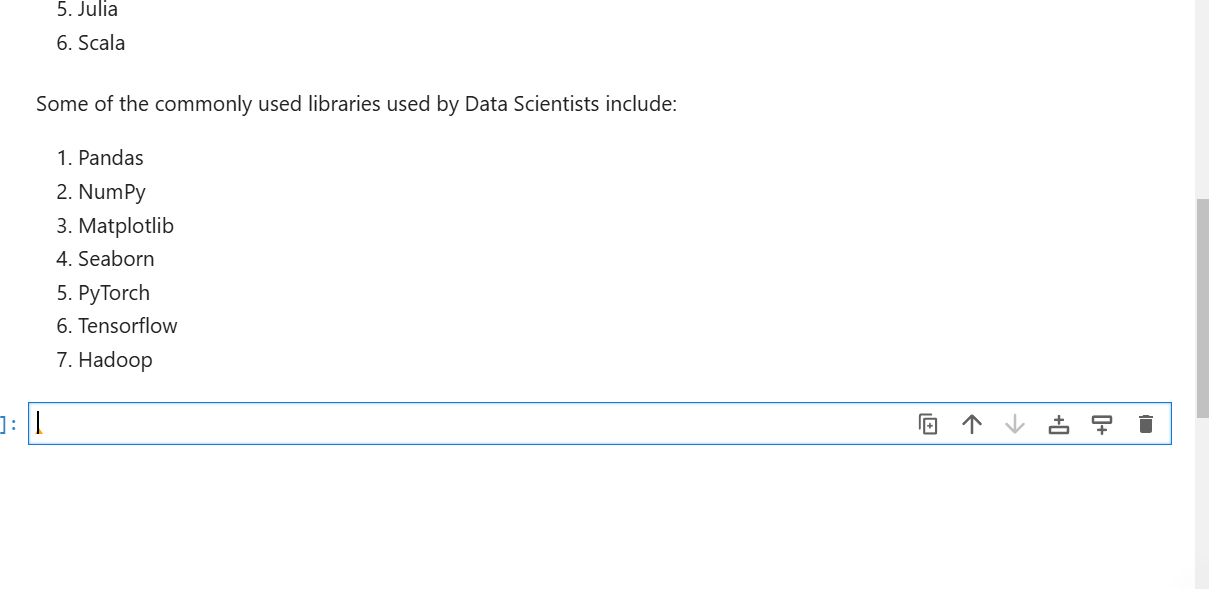 5. Julia
6. Scala
Some of the commonly used libraries used by Data Scientists include:
1. Pandas
2. NumPy
3. Matplotlib
4. Seaborn
5. PyTorch
6. Tensorflow
7. Hadoop
]: